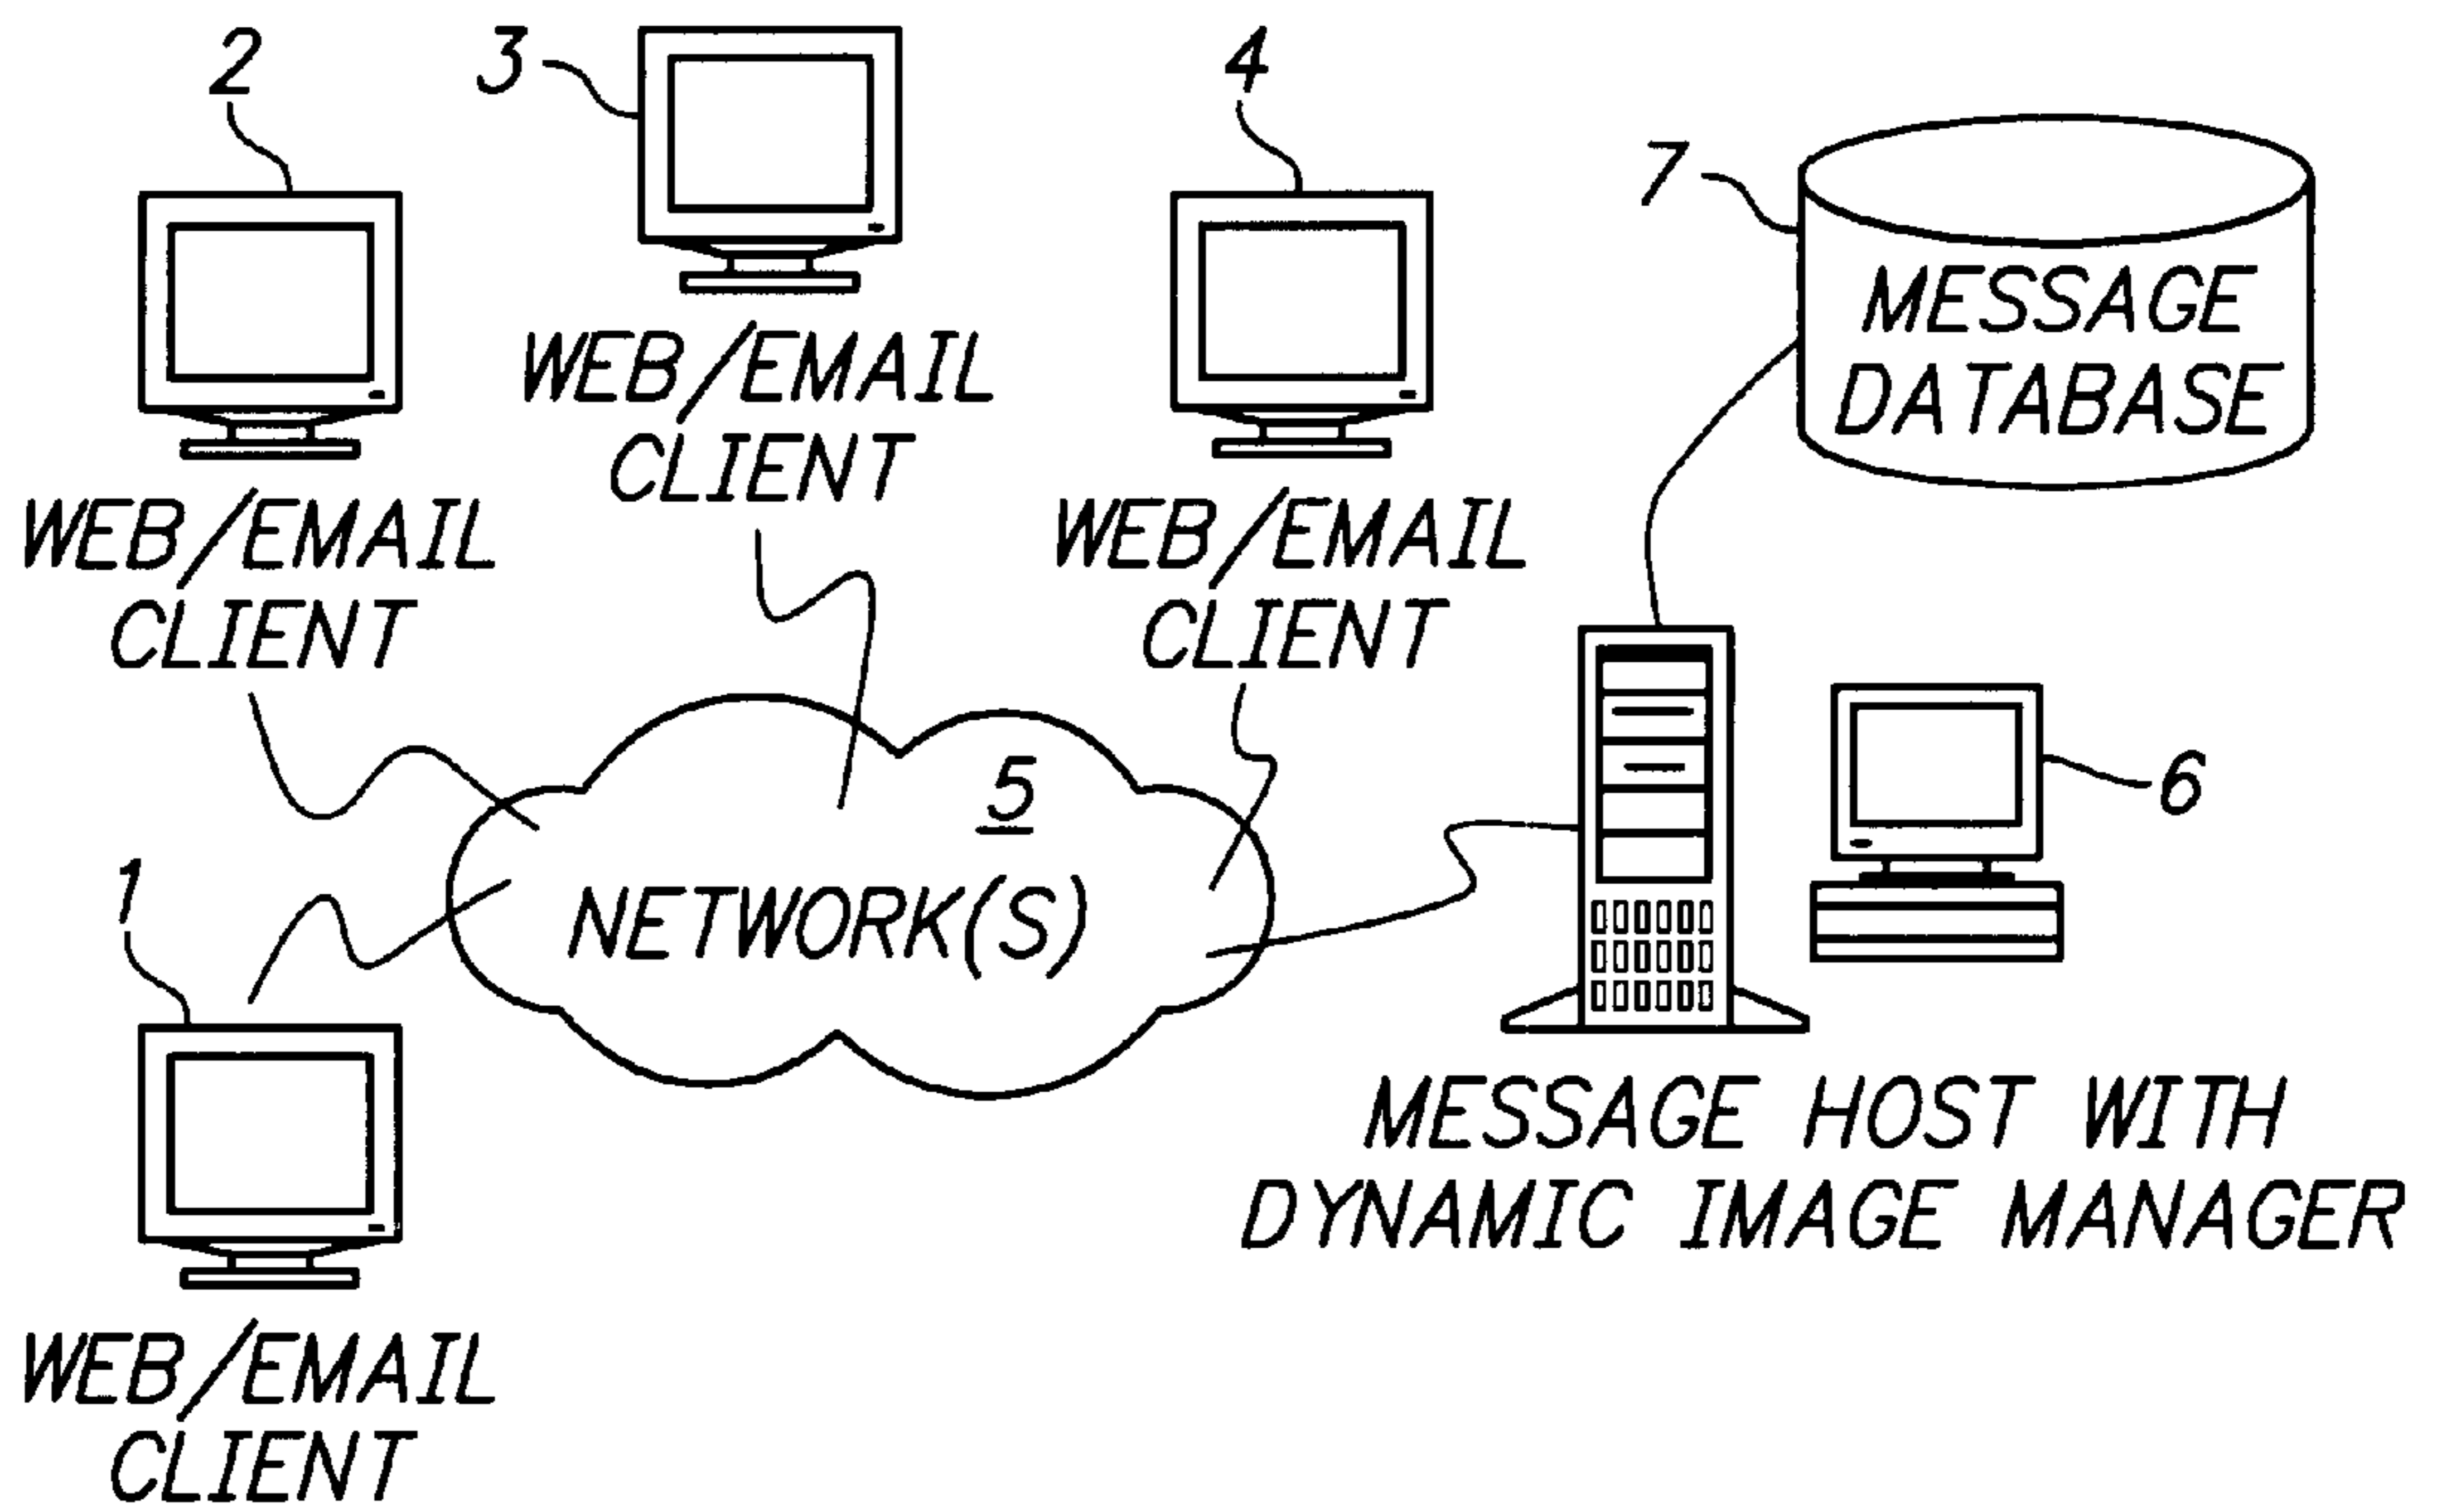 2
3
4
7
MESSAGE
DATABASE
WEB/EMAIL
CLIENT
WEB/EMAIL
CLIENT
WEB/EMAIL
CLIENT
5
NETWORK(S)
6
1
MESSAGE HOST WITH
DYNAMIC IMAGE MANAGER
WEB/EMAIL
CLIENT